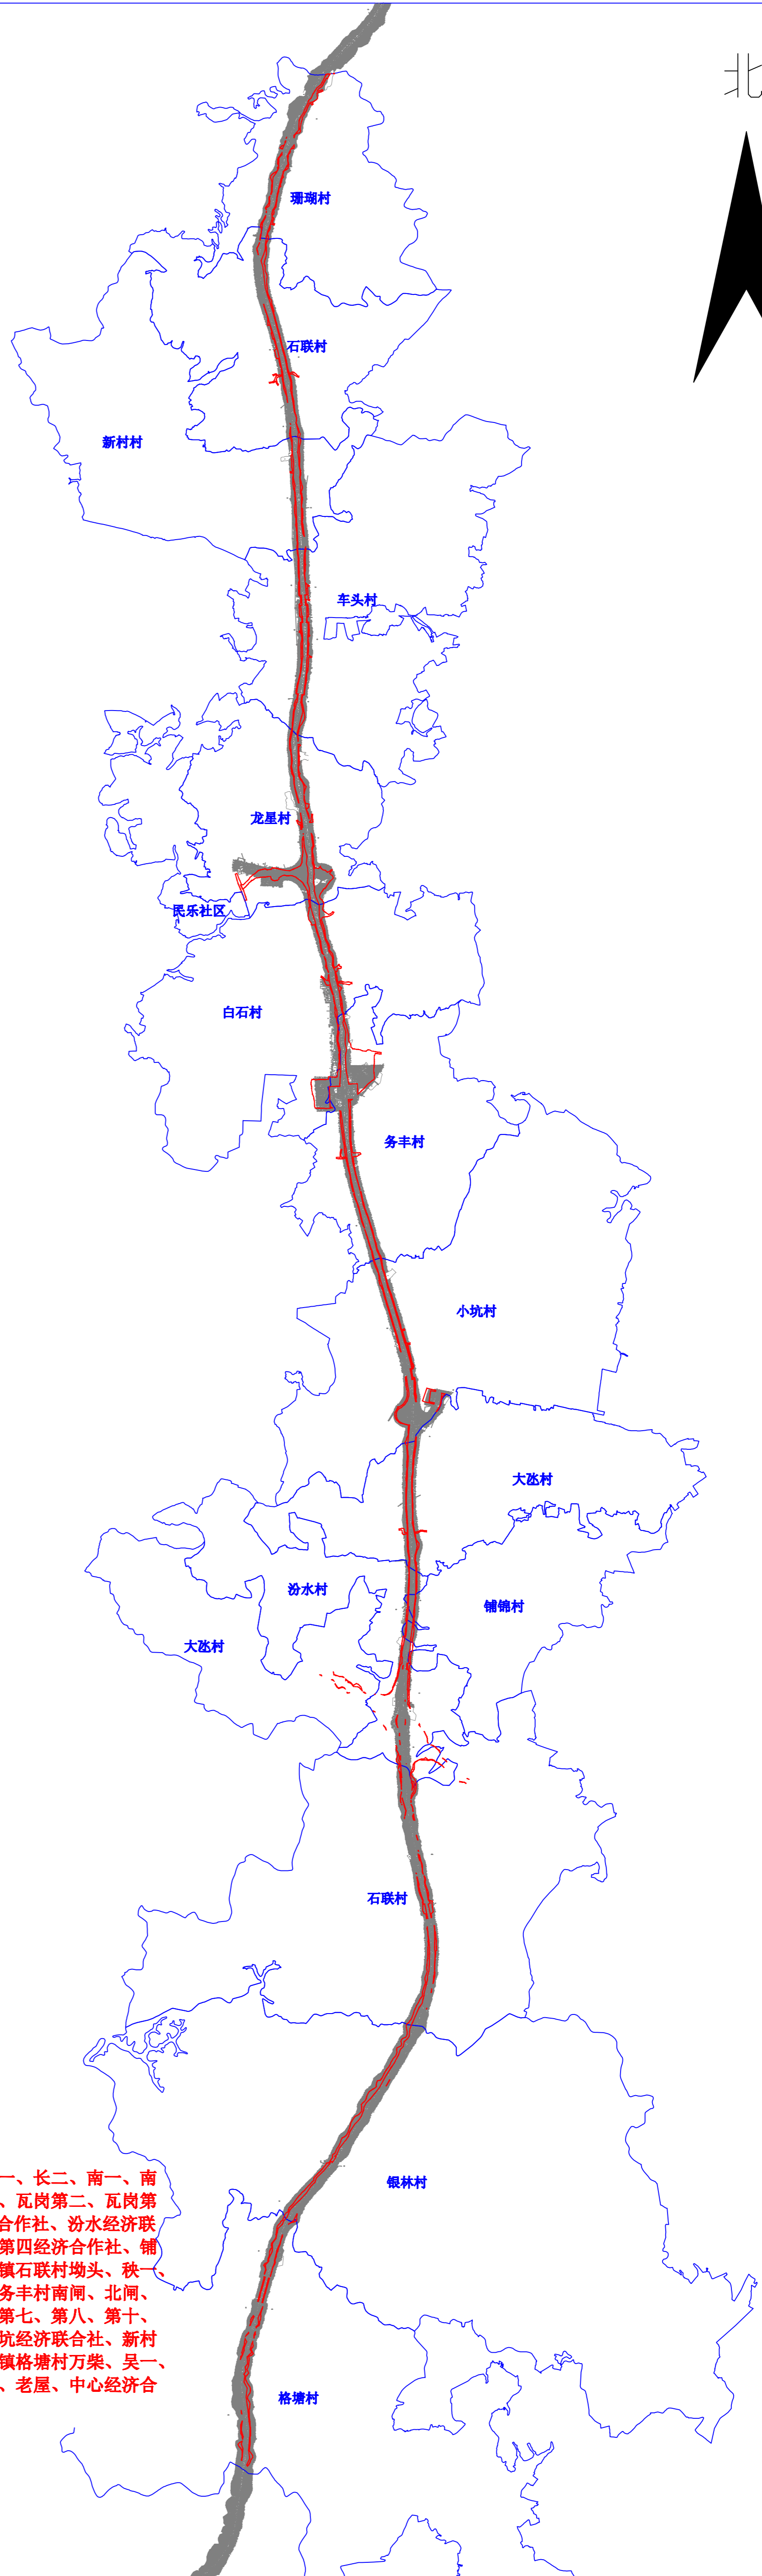 北
珊瑚村
石联村
新村村
车头村
龙星村
民乐社区
白石村
务丰村
小坑村
大氹村
汾水村
铺锦村
大氹村
石联村
银林村
一、长二、南一、南
、瓦岗第二、瓦岗第
合作社、汾水经济联
第四经济合作社、铺
镇石联村坳头、秧一、
务丰村南闸、北闸、
第七、第八、第十、
坑经济联合社、新村
镇格塘村万柴、吴一、
、老屋、中心经济合
格塘村